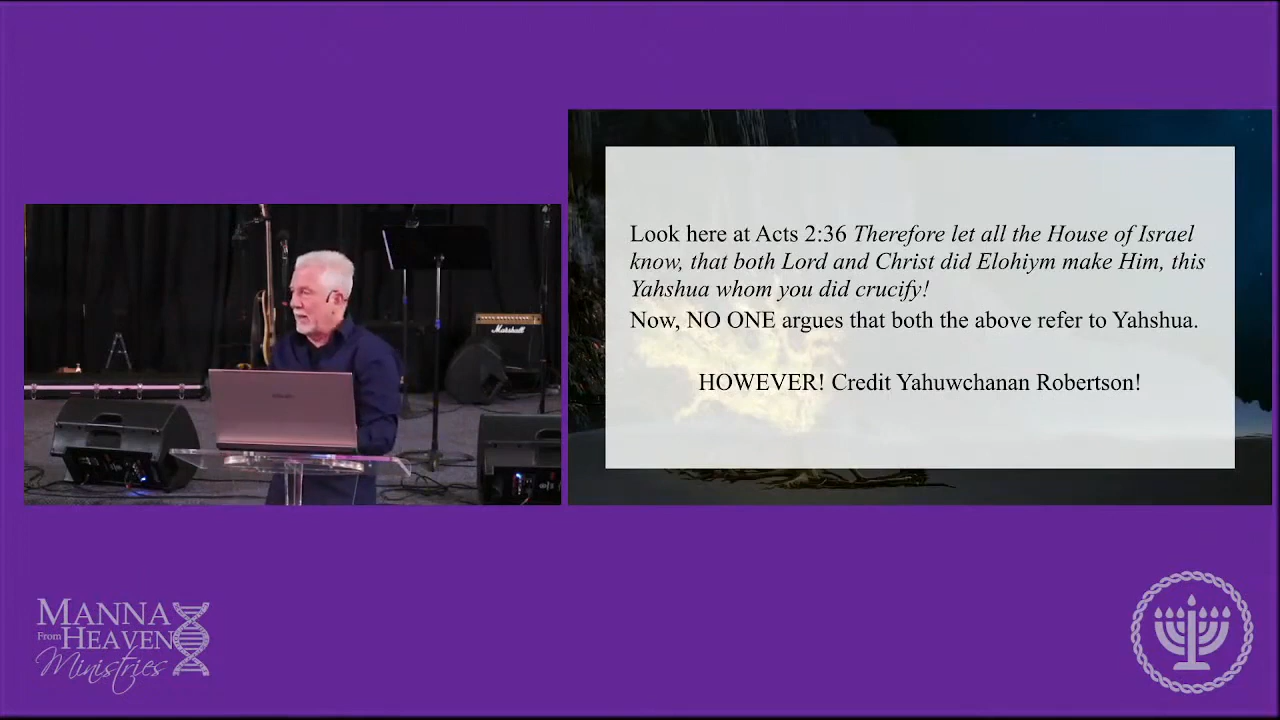 Look here at Acts 2:36 Therefore let all the House of Israel
know, that both Lord and Christ did Elohiym make Him, this
Yahshua whom you did crucify!
Now, NO ONE argues that both the above refer to Yahshua.
HOWEVER! Credit Yahuwchanan Robertson!
Marshall
MANNA
From HEAVEN
Ministries